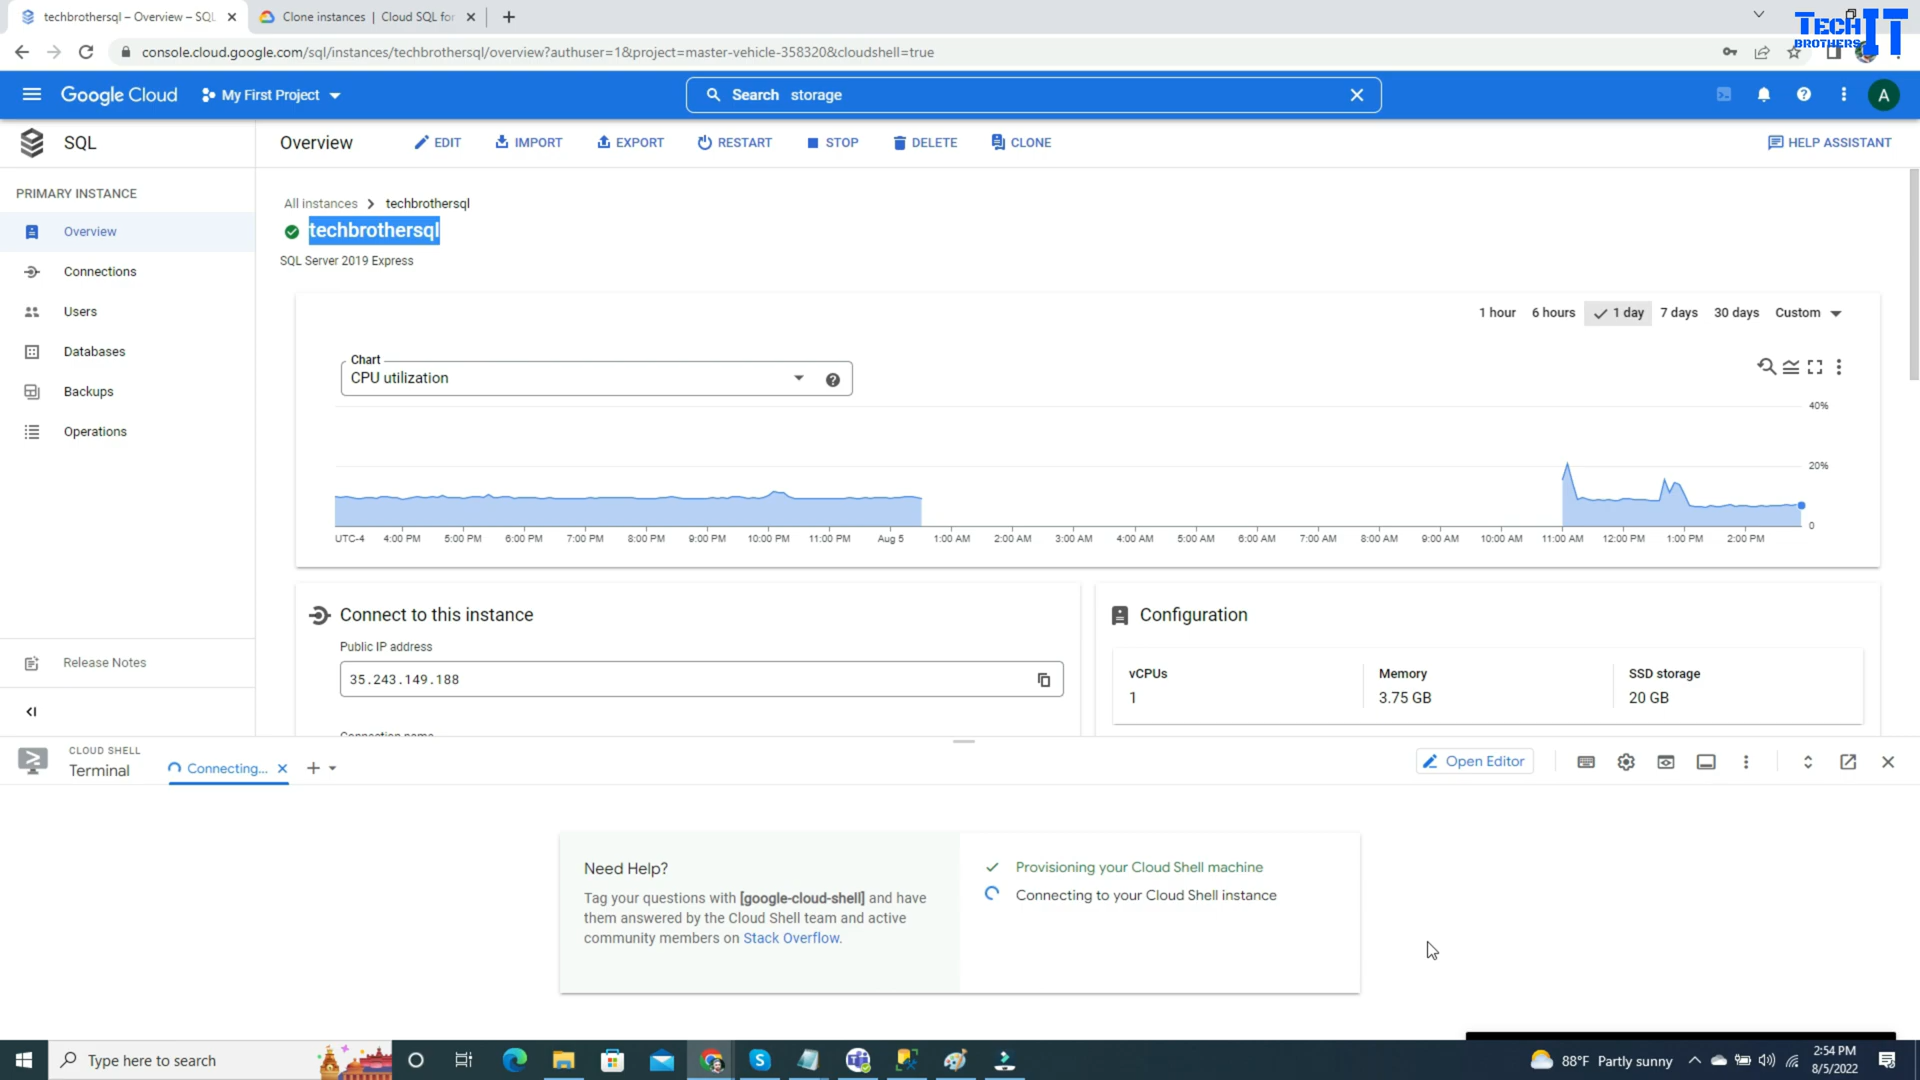 techbrothersql – Overview – SQL
Clone instances | Cloud SQL for
TECH IT
BROTHERS
console.cloud.google.com/sql/instances/techbrothersql/overview?authuser=1&project=master-vehicle-358320&cloudshell=true
Google Cloud
My First Project
Search storage
A
SQL
Overview
EDIT
IMPORT
EXPORT
RESTART
STOP
DELETE
CLONE
HELP ASSISTANT
PRIMARY INSTANCE
Overview
Connections
Users
Databases
Backups
Operations
Release Notes
All instances > techbrothersql
techbrothersql
SQL Server 2019 Express
1 hour 6 hours 1 day 7 days 30 days Custom
Chart
CPU utilization
40%
20%
0
UTC-4 4:00 PM 5:00 PM 6:00 PM 7:00 PM 8:00 PM 9:00 PM 10:00 PM 11:00 PM Aug 5 1:00 AM 2:00 AM 3:00 AM 4:00 AM 5:00 AM 6:00 AM 7:00 AM 8:00 AM 9:00 AM 10:00 AM 11:00 AM 12:00 PM 1:00 PM 2:00 PM
Connect to this instance
Public IP address
35.243.149.188
Connection name
Configuration
vCPUs
1
Memory
3.75 GB
SSD storage
20 GB
CLOUD SHELL
Terminal
Connecting...
Open Editor
Need Help?
Tag your questions with [google-cloud-shell] and have
them answered by the Cloud Shell team and active
community members on Stack Overflow.
Provisioning your Cloud Shell machine
Connecting to your Cloud Shell instance
Type here to search
88°F Partly sunny
2:54 PM
8/5/2022